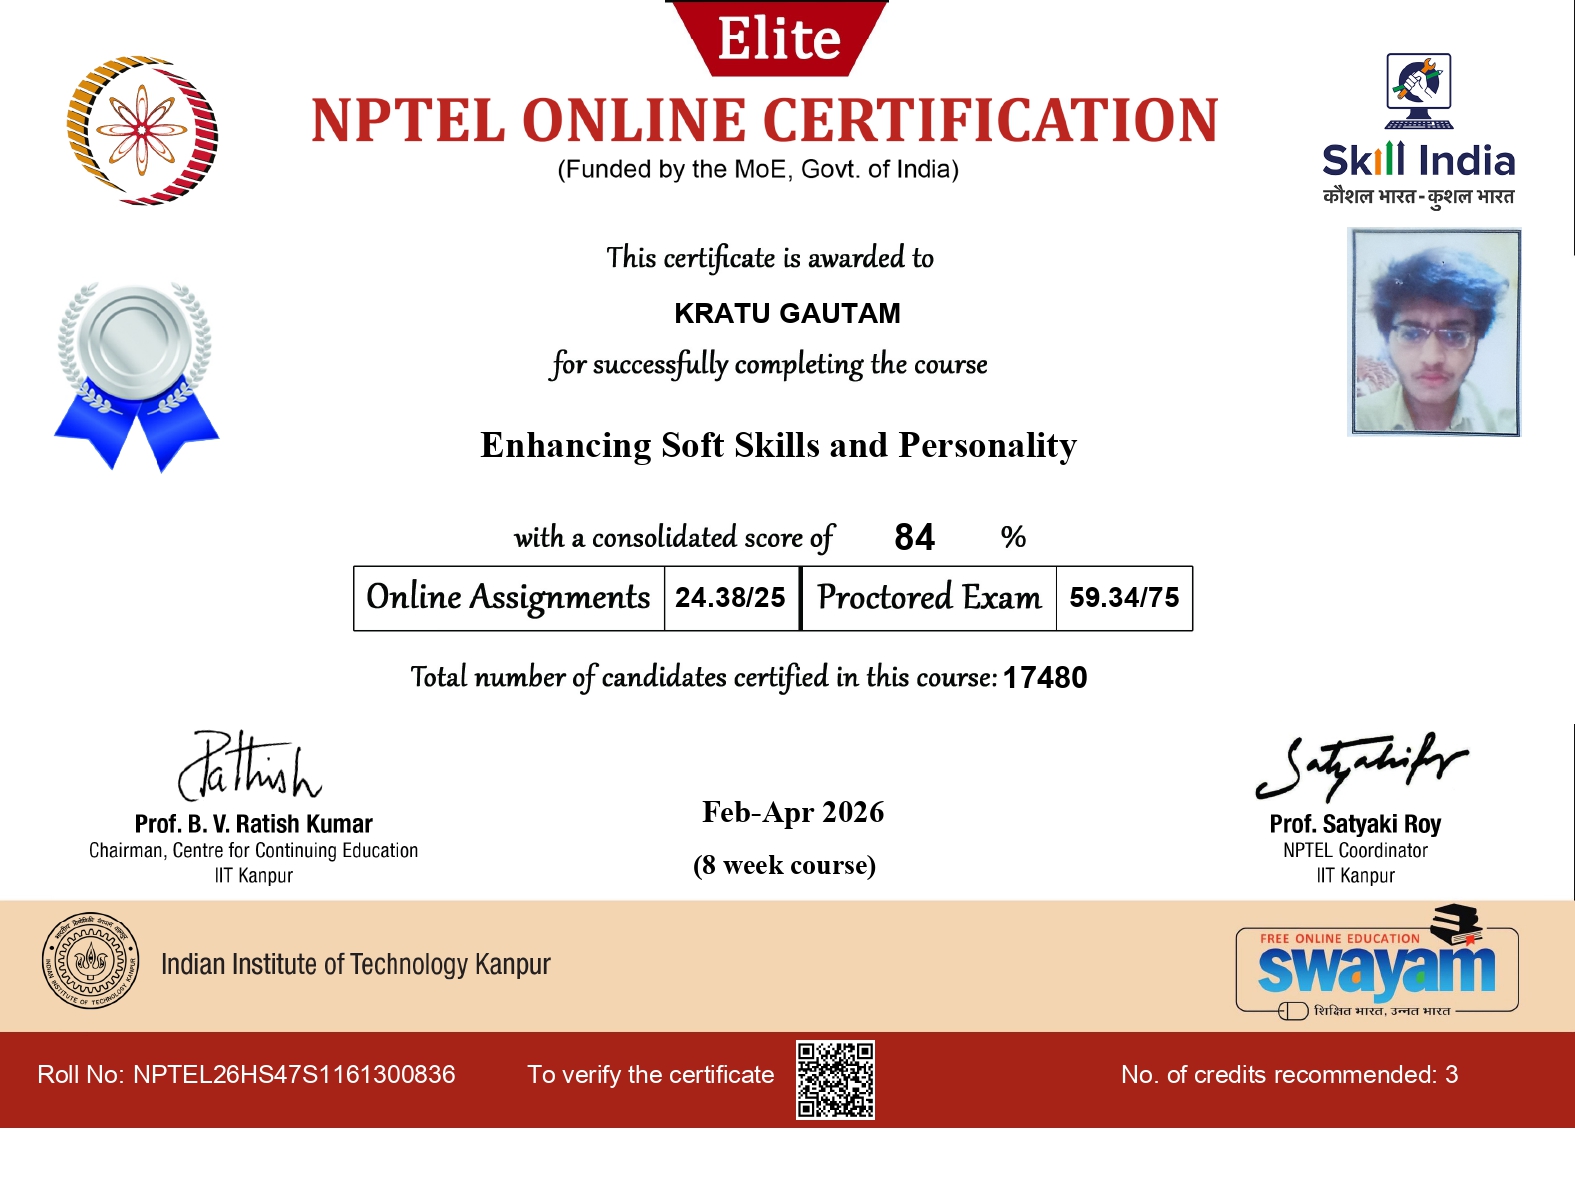 Elite
NPTEL ONLINE CERTIFICATION
(Funded by the MoE, Govt. of India)
Skill India
कौशल भारत - कुशल भारत
This certificate is awarded to
KRATU GAUTAM
for successfully completing the course
Enhancing Soft Skills and Personality
with a consolidated score of 84 %
Online Assignments 24.38/25 Proctored Exam 59.34/75
Total number of candidates certified in this course: 17480
Prof. B. V. Ratish Kumar
Chairman, Centre for Continuing Education
IIT Kanpur
Feb-Apr 2026
(8 week course)
Prof. Satyaki Roy
NPTEL Coordinator
IIT Kanpur
INDIAN INSTITUTE OF TECHNOLOGY KANPUR
Indian Institute of Technology Kanpur
FREE ONLINE EDUCATION
swayam
शिक्षित भारत, उन्नत भारत
Roll No: NPTEL26HS47S1161300836
To verify the certificate
No. of credits recommended: 3